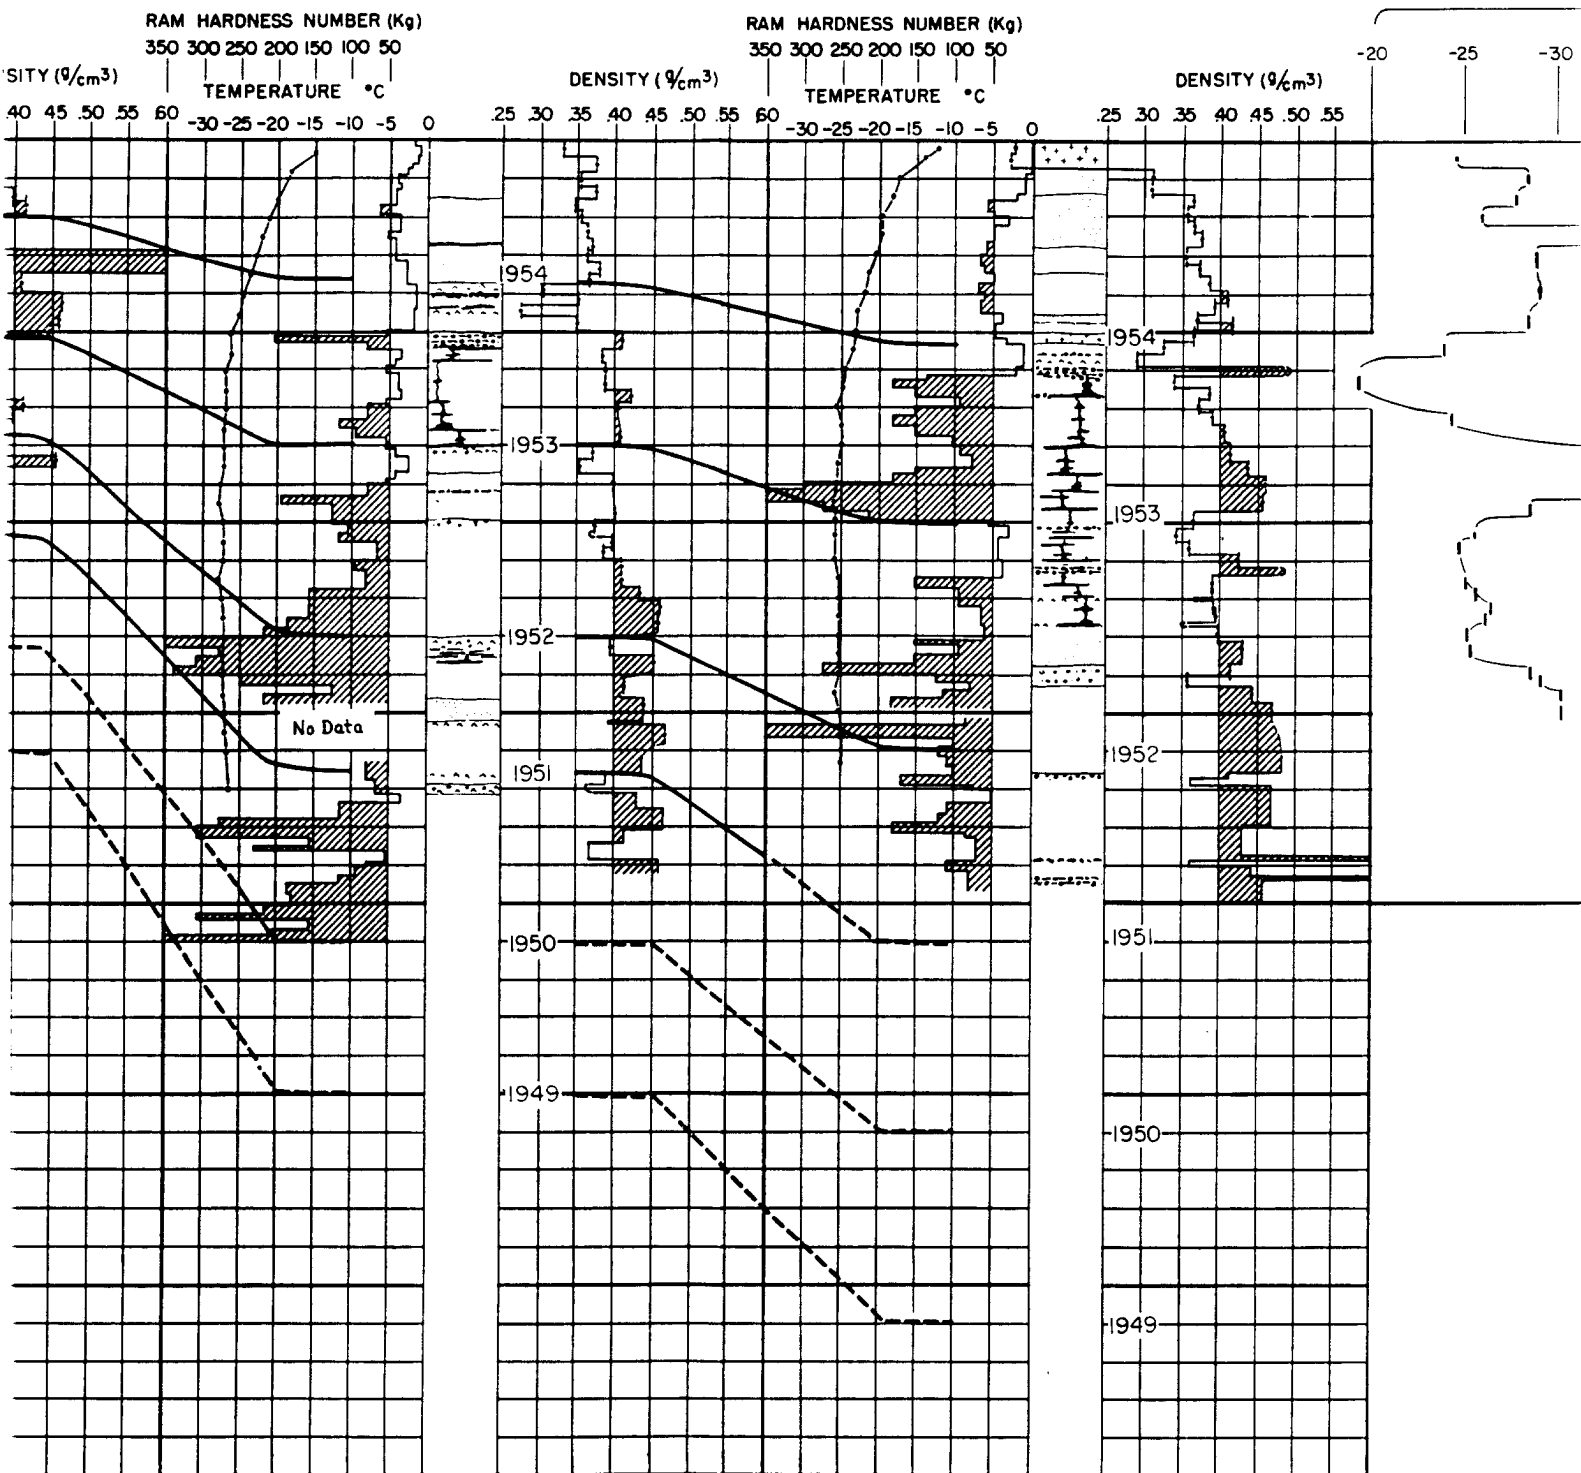 RAM HARDNESS NUMBER (Kg)
350 300 250 200 150 100 50
SITY (g/cm3)
TEMPERATURE °C
.40 .45 .50 .55 .60 -30 -25 -20 -15 -10 -5 0
No Data
RAM HARDNESS NUMBER (Kg)
350 300 250 200 150 100 50
DENSITY (g/cm3)
TEMPERATURE °C
.25 .30 .35 .40 .45 .50 .55 .60 -30 -25 -20 -15 -10 -5 0
1954
1953
1952
1951
1950
1949
DENSITY (g/cm3)
.25 .30 .35 .40 .45 .50 .55
1954
1953
1952
1951
1950
1949
-20 -25 -30